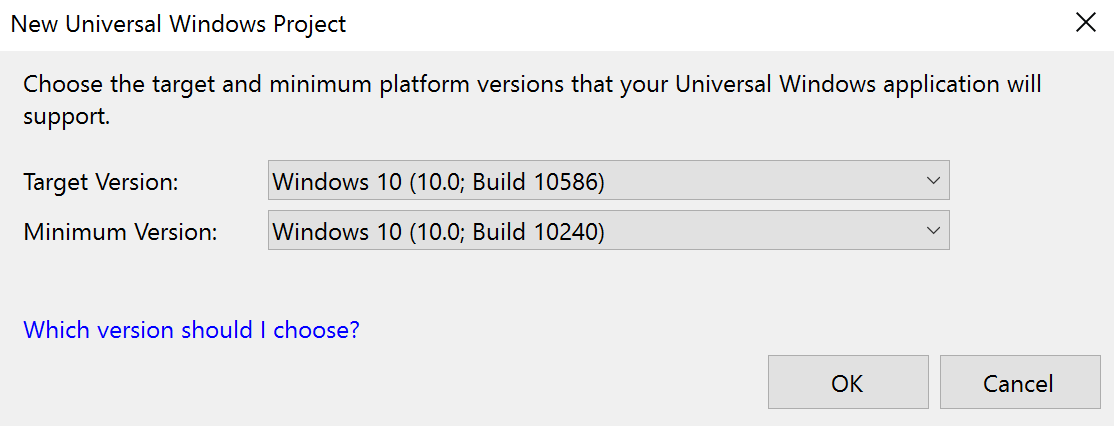 New Universal Windows Project
Choose the target and minimum platform versions that your Universal Windows application will
support.
Target Version: Windows 10 (10.0; Build 10586)
Minimum Version: Windows 10 (10.0; Build 10240)
Which version should I choose?
OK Cancel